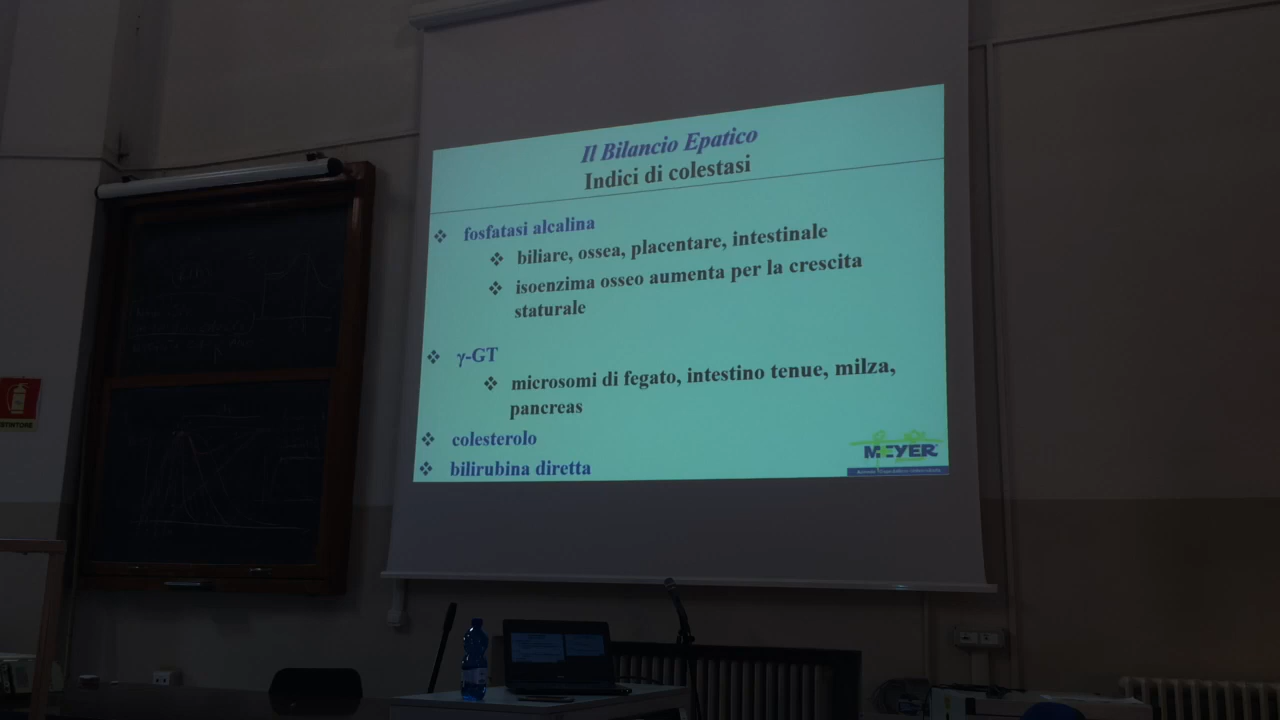 Il Bilancio Epatico
Indici di colestasi
❖ fosfatasi alcalina
❖ biliare, ossea, placentare, intestinale
❖ isoenzima osseo aumenta per la crescita
staturale
❖ γ-GT
❖ microsomi di fegato, intestino tenue, milza,
pancreas
❖ colesterolo
❖ bilirubina diretta
MEYER